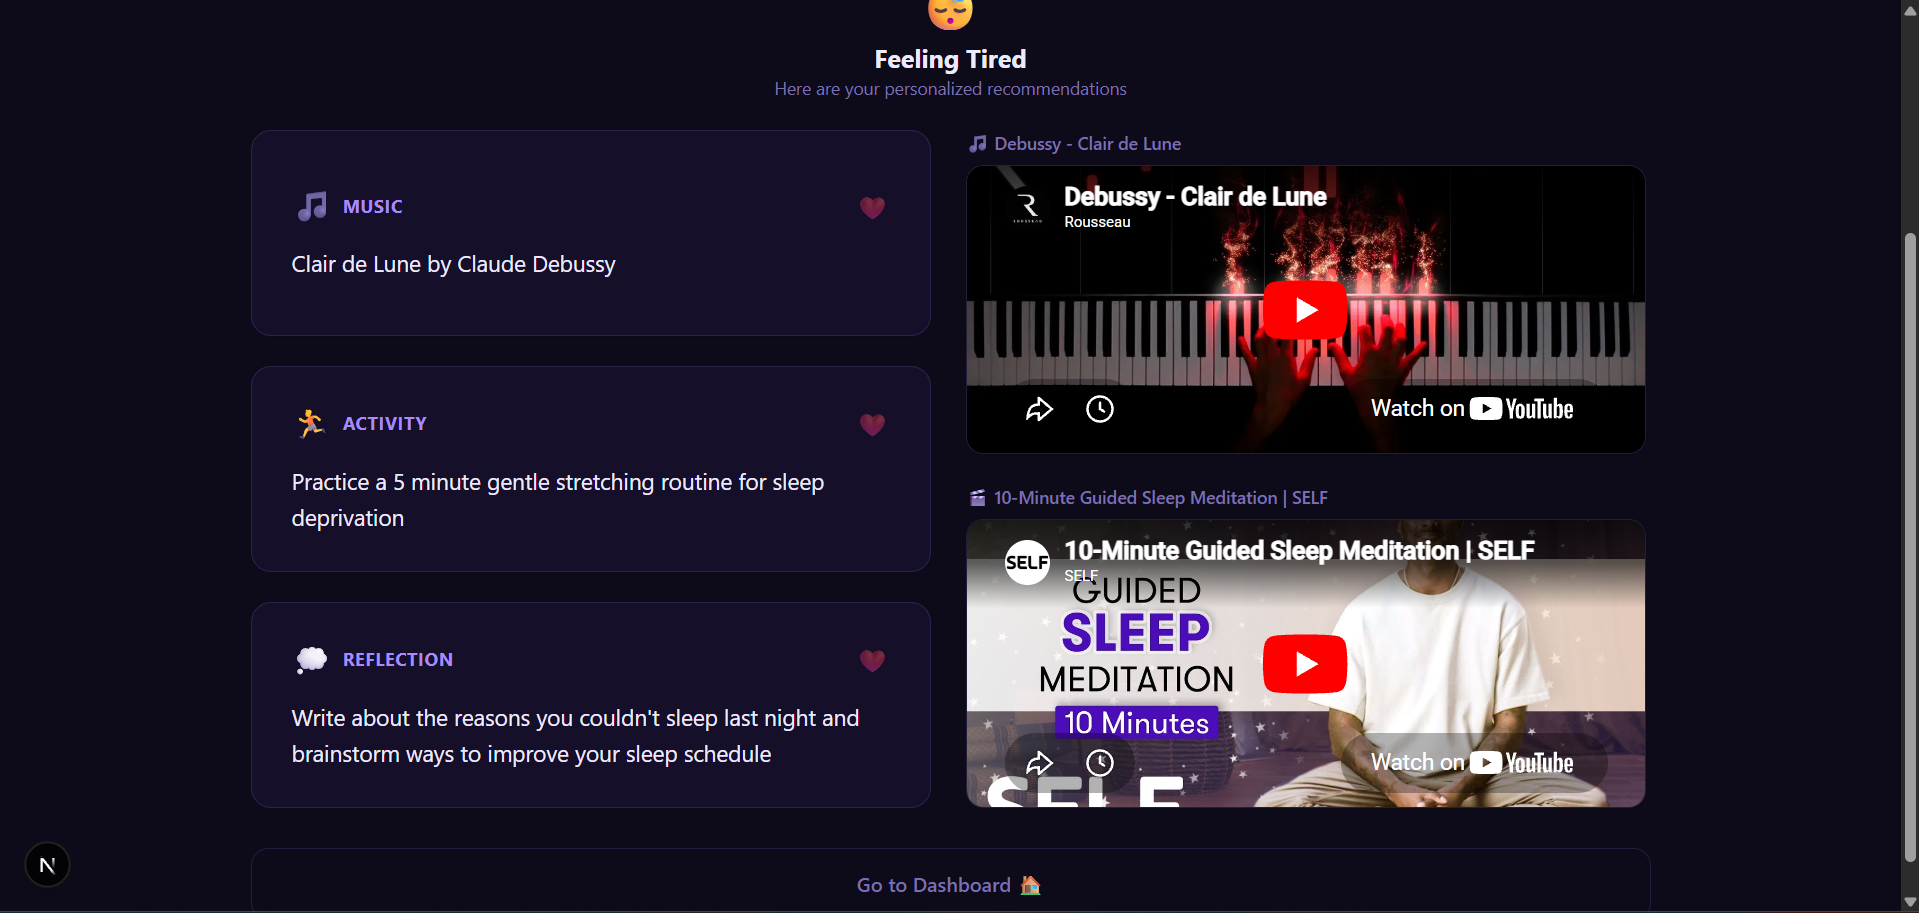 Feeling Tired
Here are your personalized recommendations
MUSIC
Clair de Lune by Claude Debussy
ACTIVITY
Practice a 5 minute gentle stretching routine for sleep
deprivation
REFLECTION
Write about the reasons you couldn't sleep last night and
brainstorm ways to improve your sleep schedule
Debussy - Clair de Lune
R
ROUSSEAU
Debussy - Clair de Lune
Rousseau
Watch on YouTube
10-Minute Guided Sleep Meditation | SELF
SELF
10-Minute Guided Sleep Meditation | SELF
SELF
GUIDED
SLEEP
MEDITATION
10 Minutes
Watch on YouTube
SELF
Go to Dashboard
N